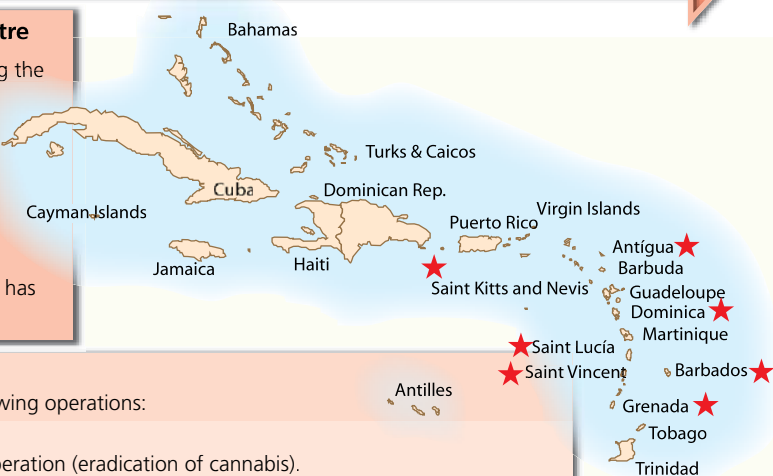 tre
g the
has
wing operations:
peration (eradication of cannabis).
Bahamas
Turks & Caicos
Cuba
Dominican Rep.
Cayman Islands
Puerto Rico
Virgin Islands
Jamaica
Haiti
Antígua
Barbuda
Saint Kitts and Nevis
Guadeloupe
Dominica
Martinique
Saint Lucía
Saint Vincent
Barbados
Antilles
Grenada
Tobago
Trinidad